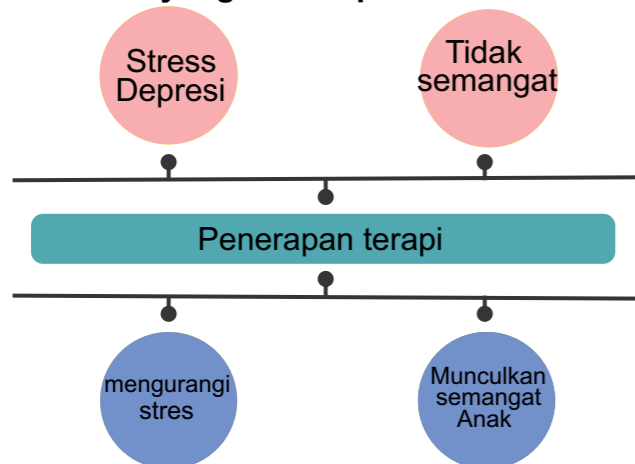 Stress
Depresi
Tidak
semangat
Penerapan terapi
mengurangi
stres
Munculkan
semangat
Anak